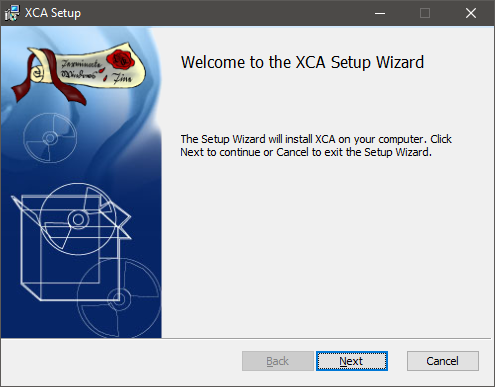 XCA Setup
Welcome to the XCA Setup Wizard
The Setup Wizard will install XCA on your computer. Click
Next to continue or Cancel to exit the Setup Wizard.
Back
Next
Cancel